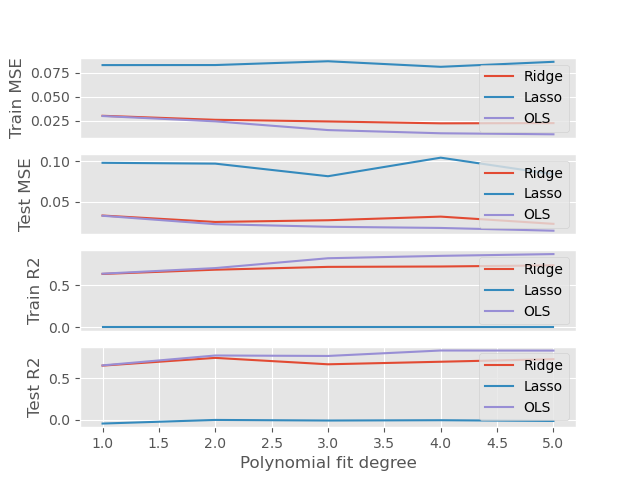 Train MSE
0.075
0.050
0.025
Ridge
Lasso
OLS
Test MSE
0.10
0.05
Ridge
Lasso
OLS
Train R2
0.5
0.0
Ridge
Lasso
OLS
Test R2
0.5
0.0
Ridge
Lasso
OLS
1.0 1.5 2.0 2.5 3.0 3.5 4.0 4.5 5.0
Polynomial fit degree